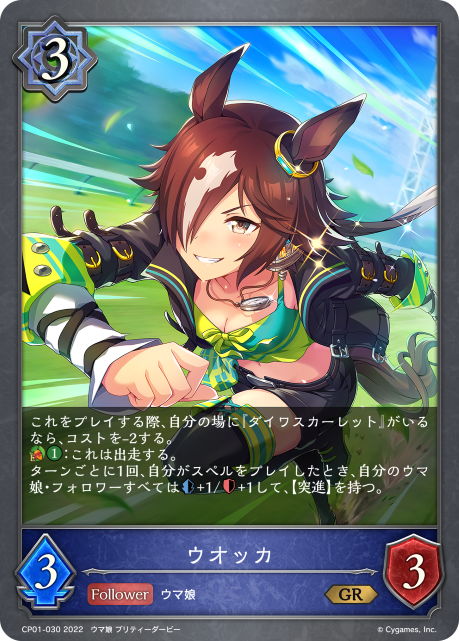 3
これをプレイする際、自分の場に『ダイワスカーレット』がいる
なら、コストを-2する。
1:これは出走する。
ターンごとに1回、自分がスペルをプレイしたとき、自分のウマ
娘・フォロワーすべては+1/+1して、【突進】を持つ。
ウオッカ
3
Follower ウマ娘
GR
3
CP01-030 2022 ウマ娘 プリティーダービー
© Cygames, Inc.